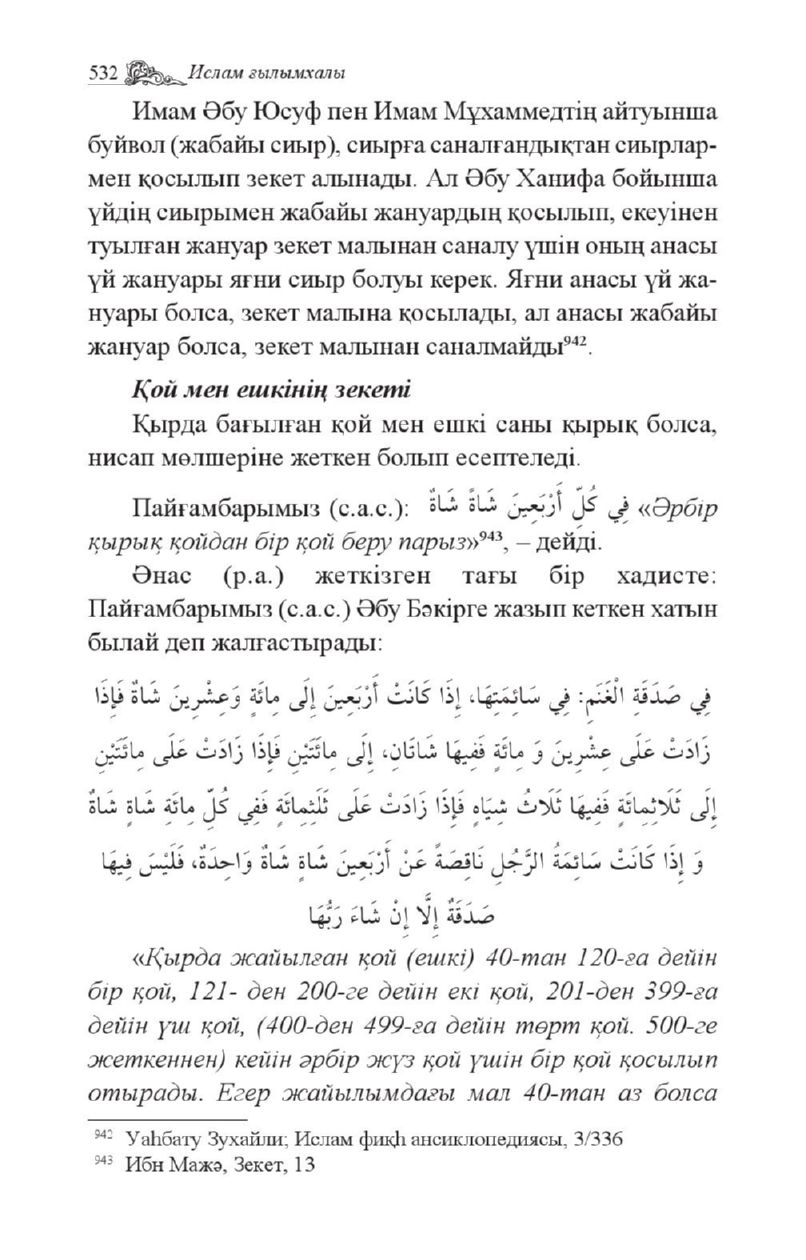 532 Ислам ғылымхалы
Имам Әбу Юсуф пен Имам Мұхаммедтің айтуынша
буйвол (жабайы сиыр), сиырға саналғандықтан сиырлар-
мен қосылып зекет алынады. Ал Әбу Ханифа бойынша
үйдің сиырымен жабайы жануардың қосылып, екеуінен
туылған жануар зекет малынан саналу үшін оның анасы
үй жануары яғни сиыр болуы керек. Яғни анасы үй жа-
нуары болса, зекет малына қосылады, ал анасы жабайы
жануар болса, зекет малынан саналмайды⁹⁴².
Қой мен ешкінің зекеті
Қырда бағылған қой мен ешкі саны қырық болса,
нисап мөлшеріне жеткен болып есептеледі.
Пайғамбарымыз (с.а.с.): فِي كُلِّ أَرْبَعِينَ شَاةً شَاةٌ «Әрбір
қырық қойдан бір қой беру парыз»⁹⁴³, – дейді.
Әнас (р.а.) жеткізген тағы бір хадисте:
Пайғамбарымыз (с.а.с.) Әбу Бәкірге жазып кеткен хатын
былай деп жалғастырады:
فِي صَدَقَةِ الْغَنَمِ: فِي سَائِمَتِهَا، إِذَا كَانَتْ أَرْبَعِينَ إِلَى مِائَةٍ وَعِشْرِينَ شَاةٌ فَإِذَا
زَادَتْ عَلَى عِشْرِينَ وَ مِائَةٍ فَفِيهَا شَاتَانِ، إِلَى مِائَتَيْنِ فَإِذَا زَادَتْ عَلَى مِائَتَيْنِ
إِلَى ثَلَاثِمِائَةٍ فَفِيهَا ثَلَاثُ شِيَاهٍ فَإِذَا زَادَتْ عَلَى ثَلَثِمِائَةٍ فَفِي كُلِّ مِائَةٍ شَاةٍ شَاةٌ
وَ إِذَا كَانَتْ سَائِمَةُ الرَّجُلِ نَاقِصَةً عَنْ أَرْبَعِينَ شَاةٍ شَاةً وَاحِدَةً، فَلَيْسَ فِيهَا
صَدَقَةٌ إِلَّا إِنْ شَاءَ رَبُّهَا
«Қырда жайылған қой (ешкі) 40-тан 120-ға дейін
бір қой, 121- ден 200-ге дейін екі қой, 201-ден 399-ға
дейін үш қой, (400-ден 499-ға дейін төрт қой. 500-ге
жеткеннен) кейін әрбір жүз қой үшін бір қой қосылып
отырады. Егер жайылымдағы мал 40-тан аз болса
⁹⁴² Уаһбату Зухайли; Ислам фиқһ ансиклопедиясы, 3/336
⁹⁴³ Ибн Мажә, Зекет, 13